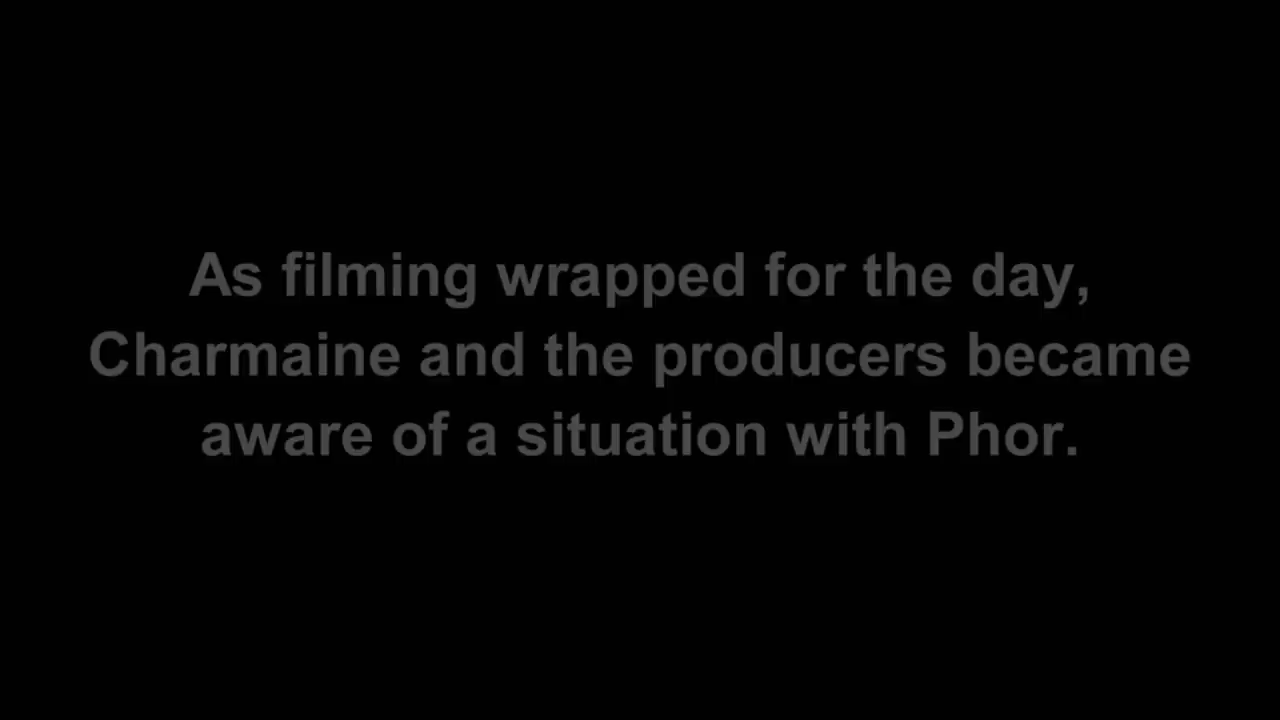 As filming wrapped for the day,
Charmaine and the producers became
aware of a situation with Phor.